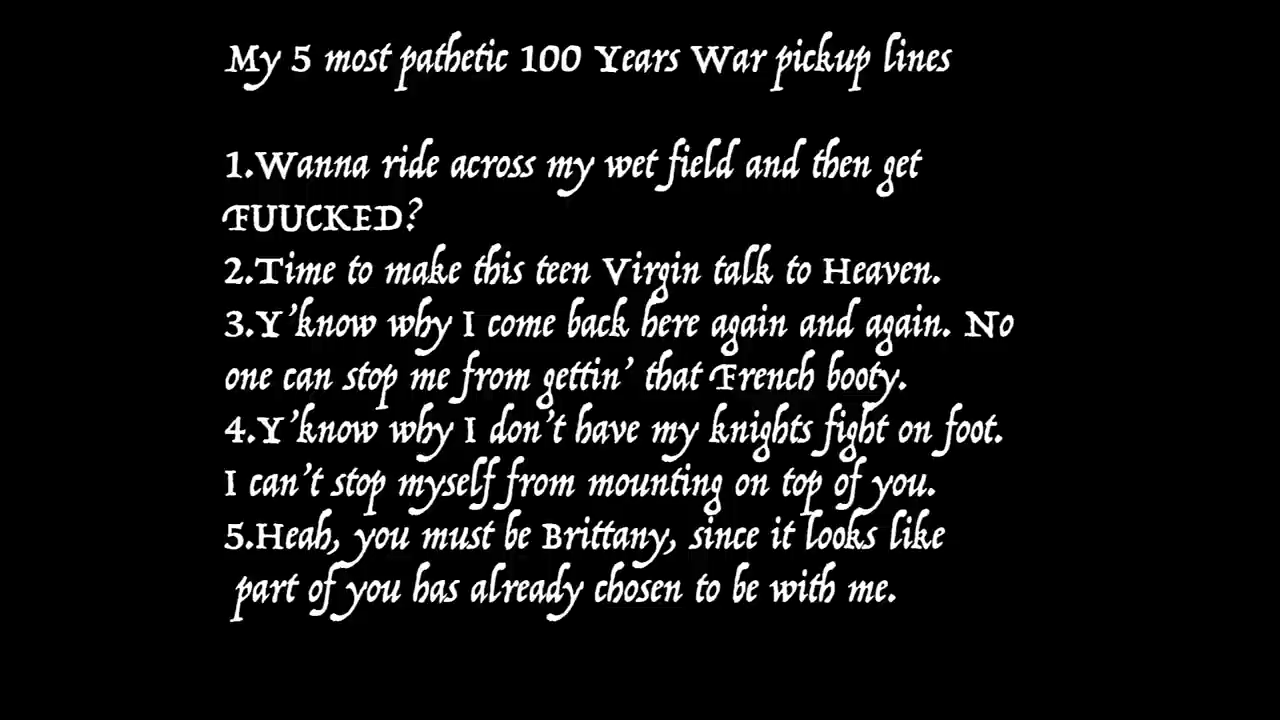 My 5 most pathetic 100 Years War pickup lines
1.Wanna ride across my wet field and then get
FUUCKED?
2.Time to make this teen Virgin talk to Heaven.
3.Y'know why I come back here again and again. No
one can stop me from gettin' that French booty.
4.Y'know why I don't have my knights fight on foot.
I can't stop myself from mounting on top of you.
5.Heah, you must be Brittany, since it looks like
part of you has already chosen to be with me.